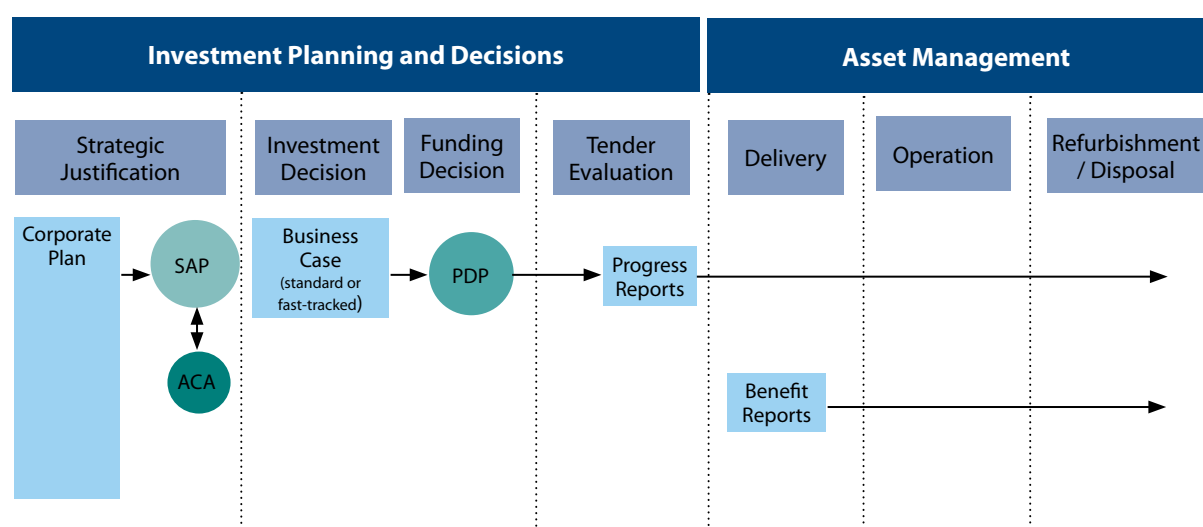 Investment Planning and Decisions
Asset Management
Strategic
Justification
Investment
Decision
Funding
Decision
Tender
Evaluation
Delivery
Operation
Refurbishment
/ Disposal
Corporate
Plan
SAP
ACA
Business
Case
(standard or
fast-tracked)
PDP
Progress
Reports
Benefit
Reports